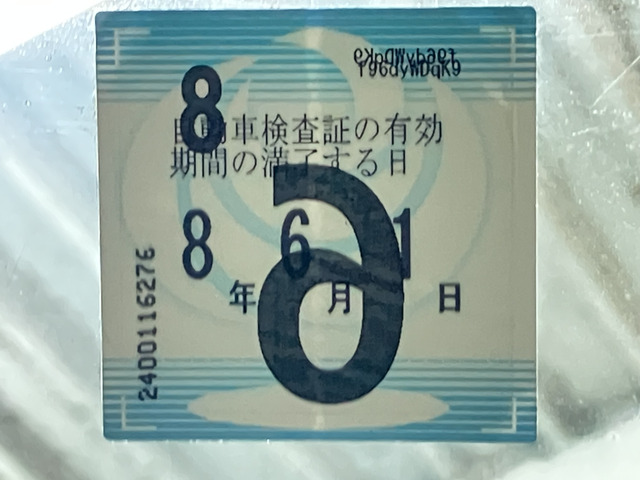 8
自動車検査証の有効
期間の満了する日
8年6月1日
6
2400116276